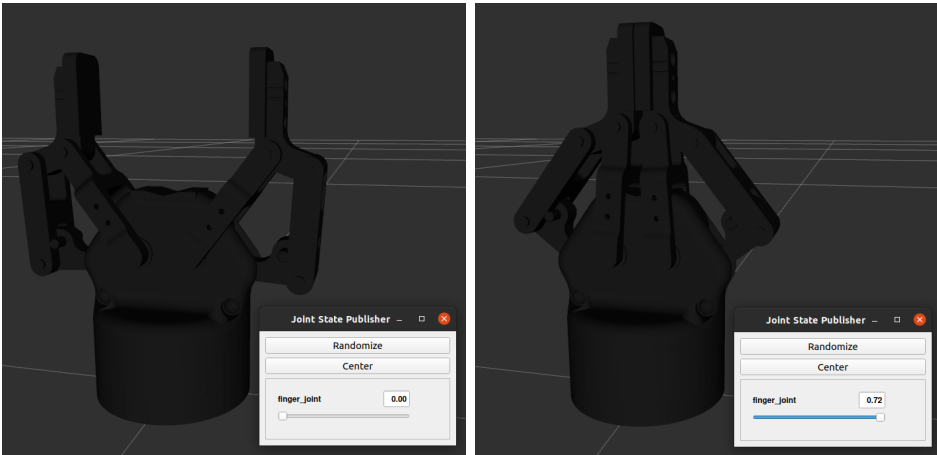 Joint State Publisher
Randomize
Center
finger_joint 0.00
Joint State Publisher
Randomize
Center
finger_joint 0.72